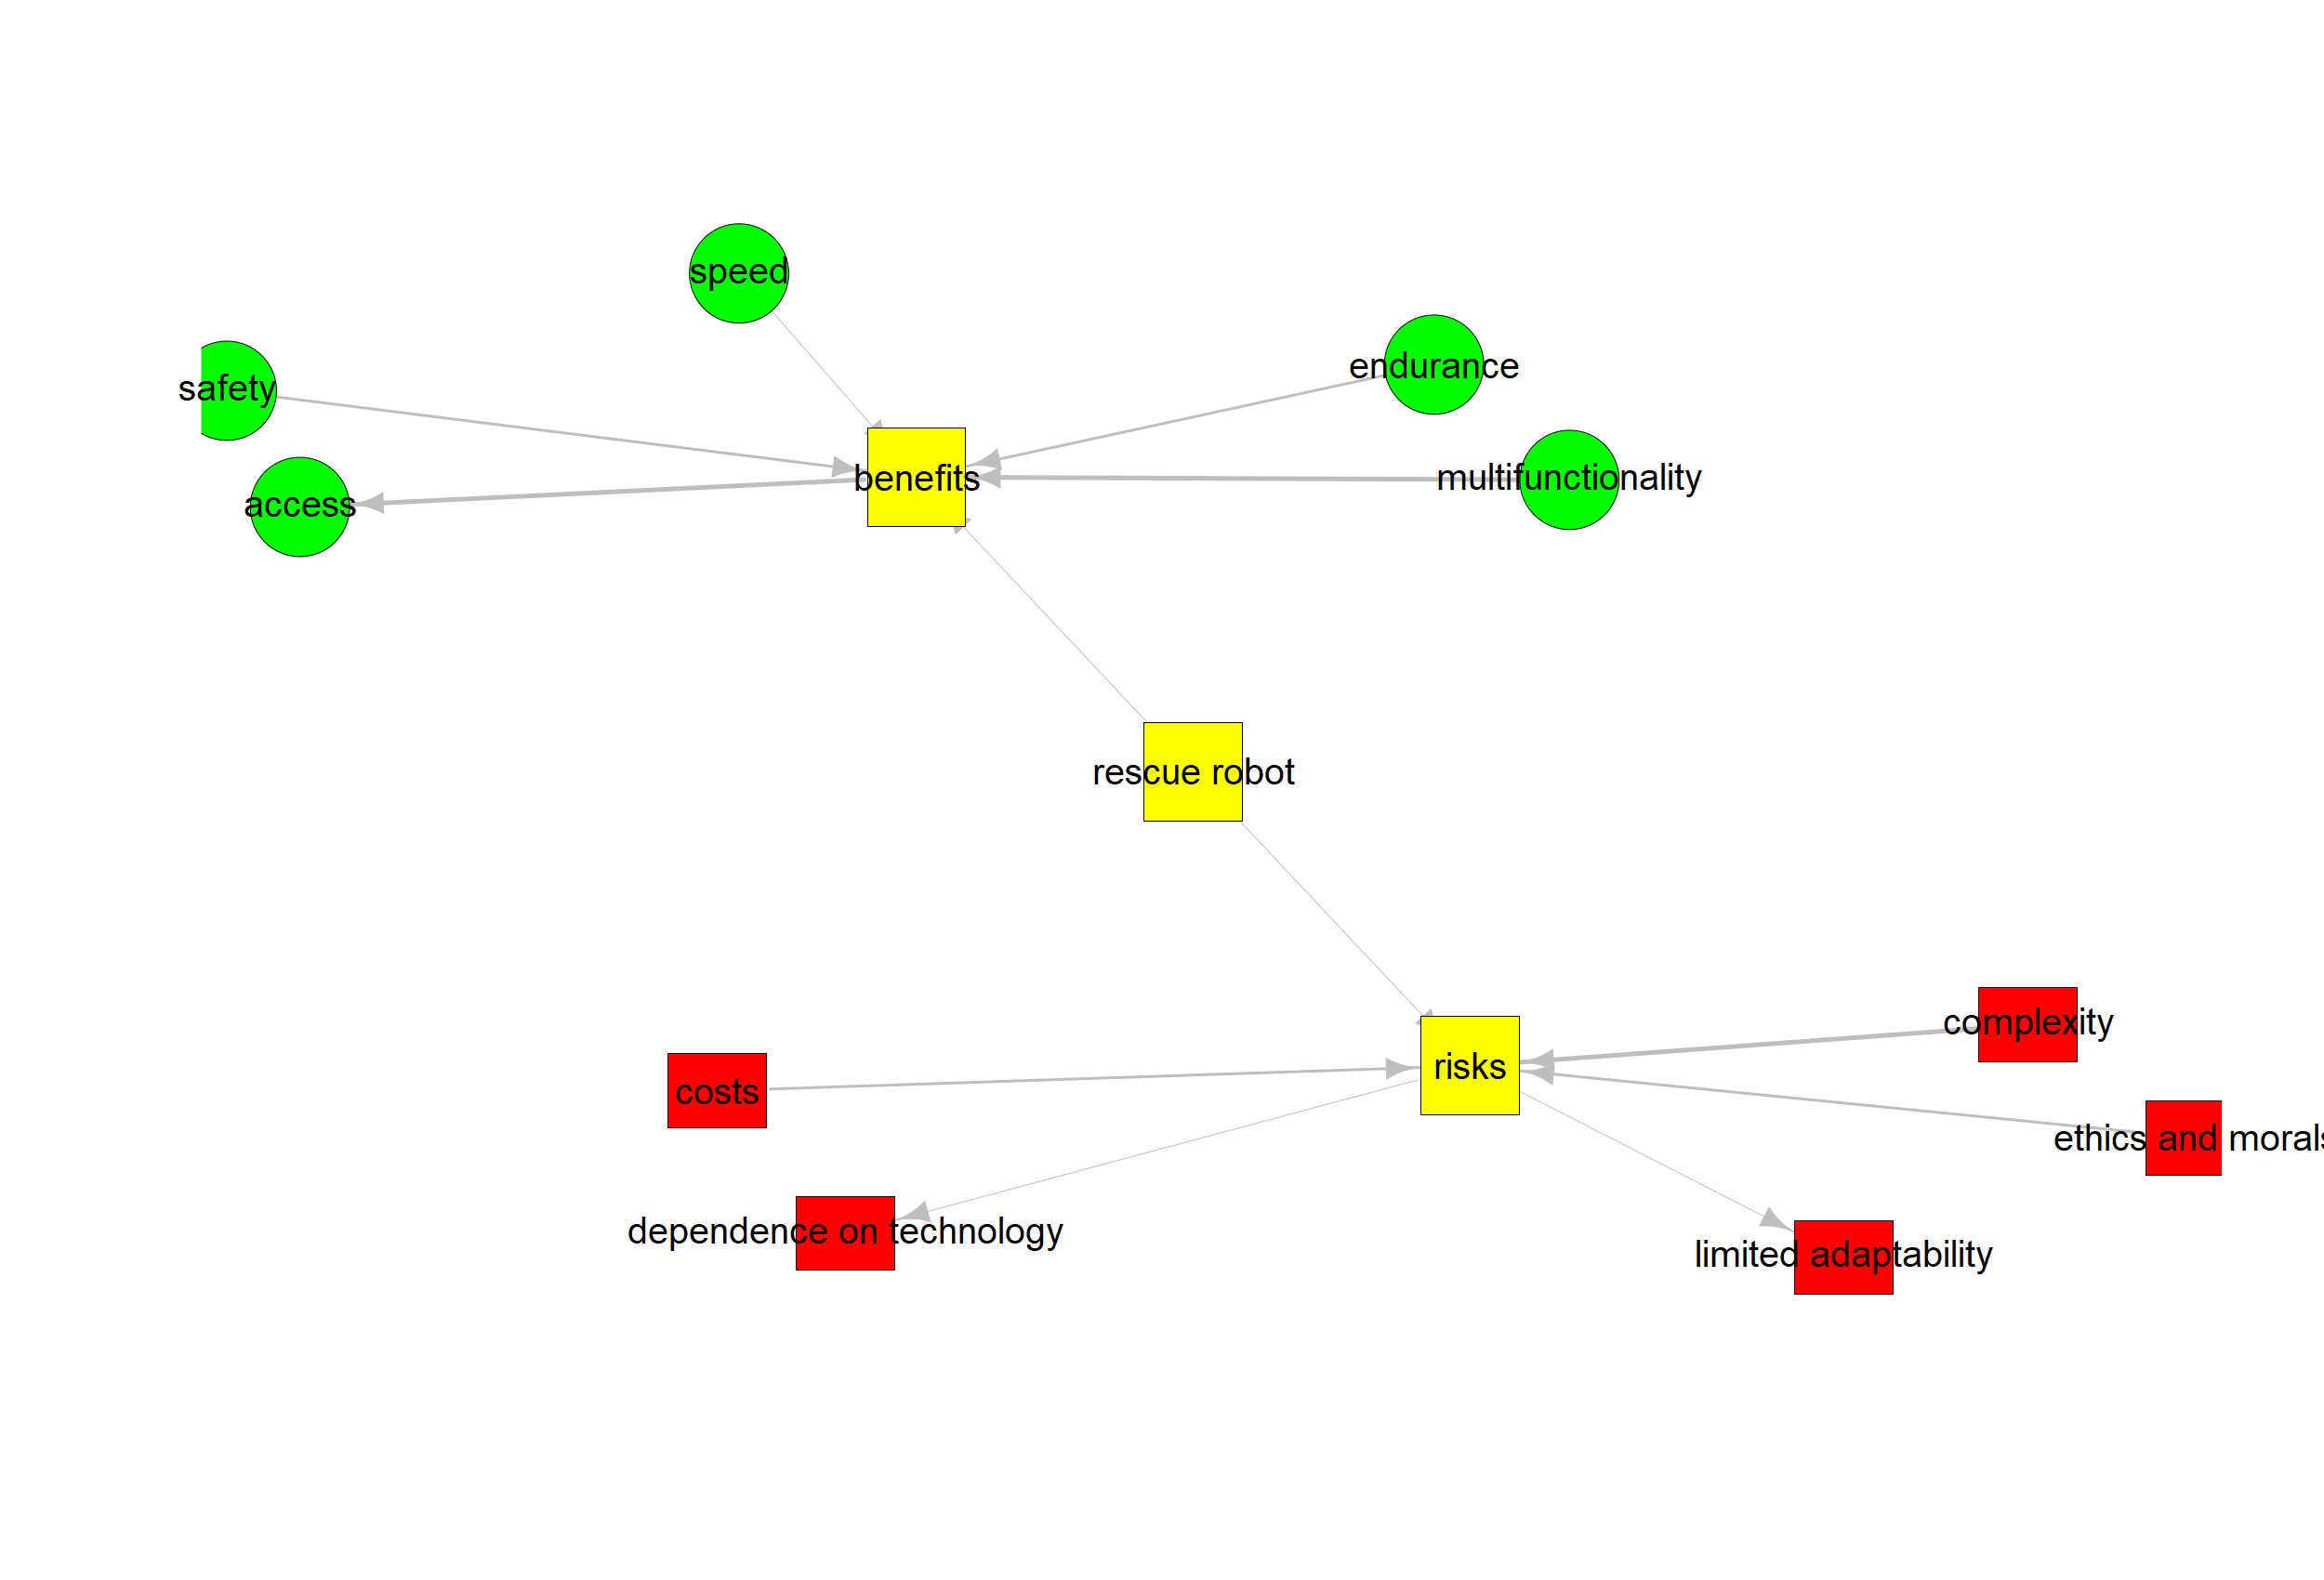 speed
endurance
safety
multifunctionality
benefits
access
rescue robot
complexity
risks
costs
ethics and morals
dependence on technology
limited adaptability